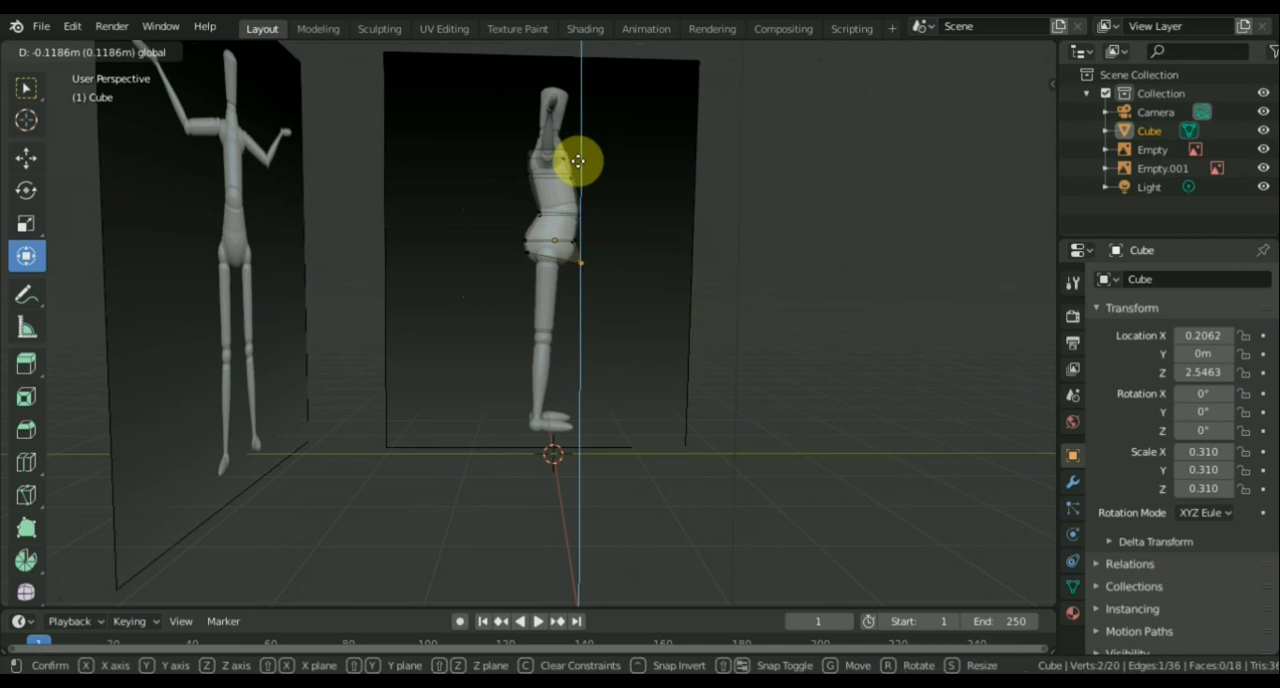 File Edit Render Window Help Layout Modeling Sculpting UV Editing Texture Paint Shading Animation Rendering Compositing Scripting + Scene View Layer
D: -0.1186m (0.1186m) global
User Perspective
(1) Cube
Scene Collection
Collection
Camera
Cube
Empty
Empty.001
Light
Cube
Cube
Transform
Location X 0.2062
Y 0m
Z 2.5463
Rotation X 0°
Y 0°
Z 0°
Scale X 0.310
Y 0.310
Z 0.310
Rotation Mode XYZ Eule
Delta Transform
Relations
Collections
Instancing
Motion Paths
Visibility
Playback Keying View Marker 1 Start: 1 End: 250
1 20 40 60 80 100 120 140 160 180 200 220 240
Confirm X X axis Y Y axis Z Z axis X X plane Y Y plane Z Z plane C Clear Constraints Snap Invert Snap Toggle G Move R Rotate S Resize Cube | Verts:2/20 | Edges:1/36 | Faces:0/18 | Tris:36